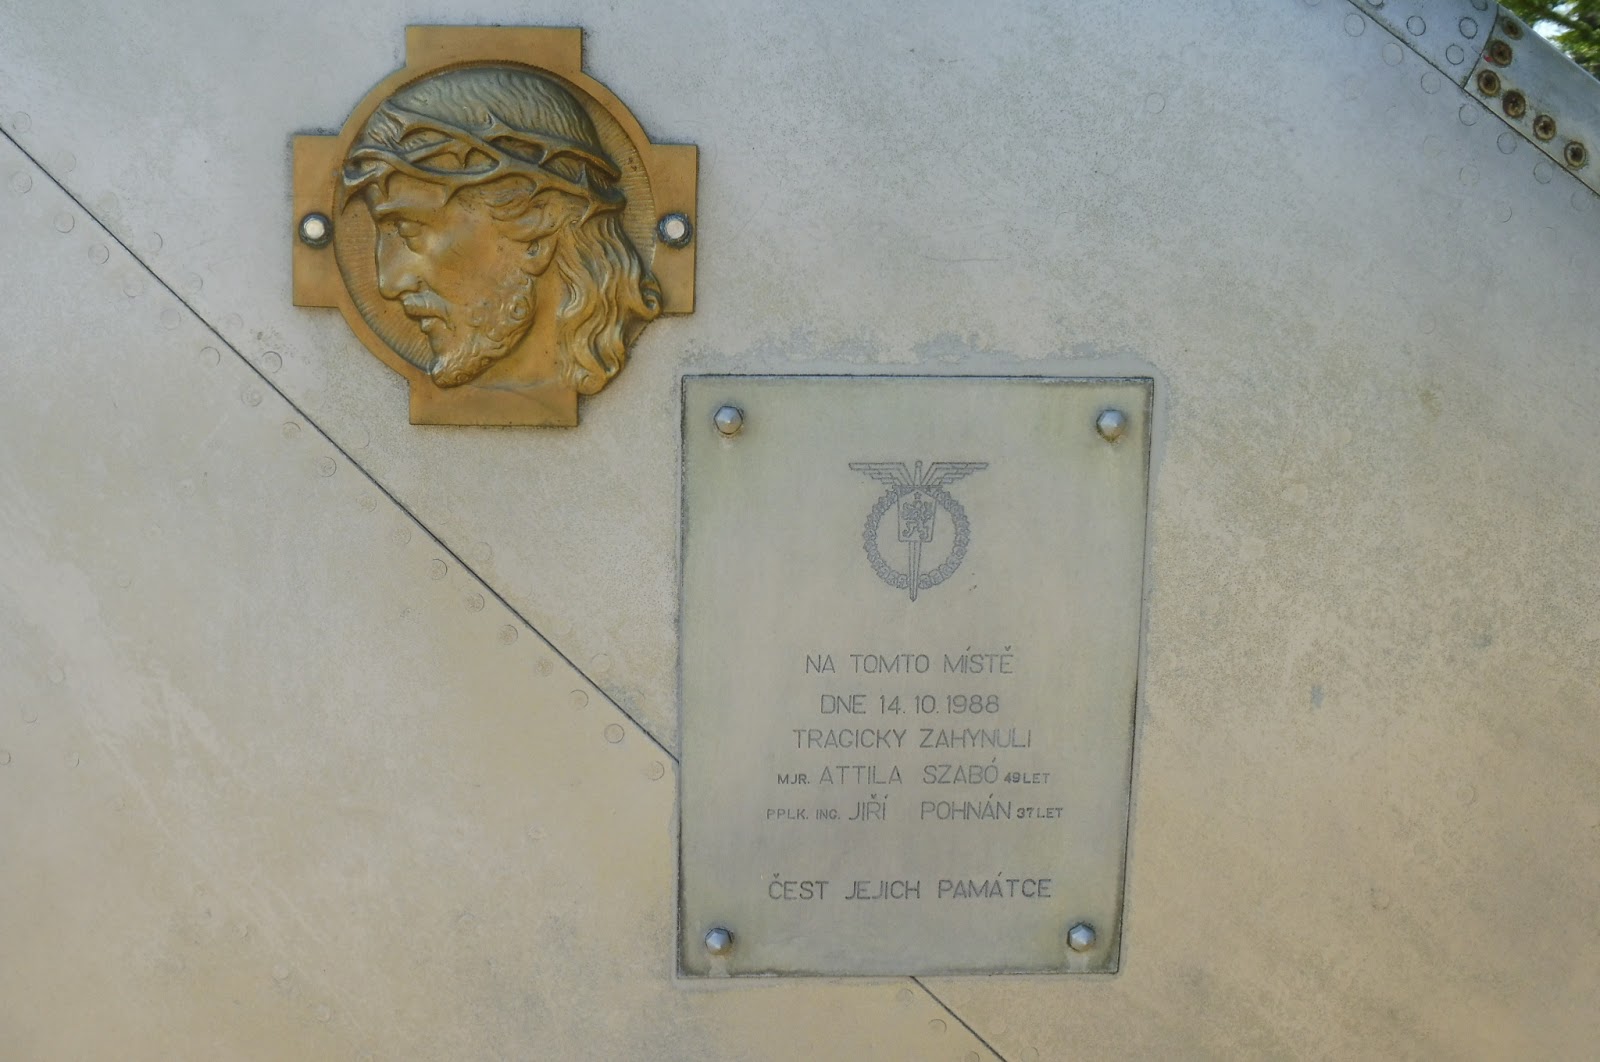 NA TOMTO MÍSTĚ
DNE 14. 10. 1988
TRAGICKY ZAHYNULI
MJR. ATTILA SZABÓ 49 LET
PPLK. ING. JIŘÍ POHNÁN 37 LET
ČEST JEJICH PAMÁTCE